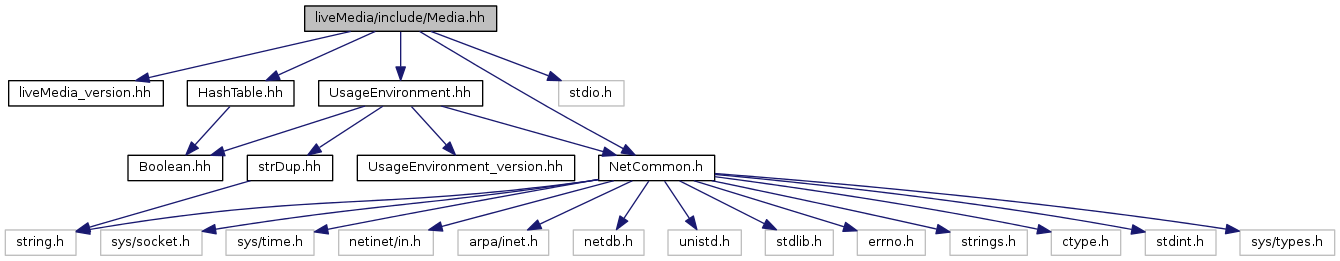 liveMedia/include/Media.hh
liveMedia_version.hh
HashTable.hh
UsageEnvironment.hh
stdio.h
Boolean.hh
strDup.hh
UsageEnvironment_version.hh
NetCommon.h
string.h
sys/socket.h
sys/time.h
netinet/in.h
arpa/inet.h
netdb.h
unistd.h
stdlib.h
errno.h
strings.h
ctype.h
stdint.h
sys/types.h